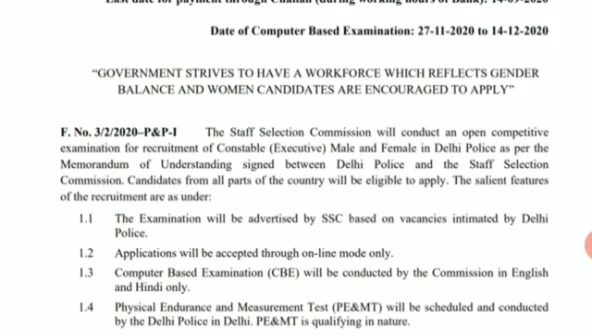 Date of Computer Based Examination: 27-11-2020 to 14-12-2020
“GOVERNMENT STRIVES TO HAVE A WORKFORCE WHICH REFLECTS GENDER
BALANCE AND WOMEN CANDIDATES ARE ENCOURAGED TO APPLY”
F. No. 3/2/2020–P&P-I The Staff Selection Commission will conduct an open competitive
examination for recruitment of Constable (Executive) Male and Female in Delhi Police as per the
Memorandum of Understanding signed between Delhi Police and the Staff Selection
Commission. Candidates from all parts of the country will be eligible to apply. The salient features
of the recruitment are as under:
1.1 The Examination will be advertised by SSC based on vacancies intimated by Delhi
Police.
1.2 Applications will be accepted through on-line mode only.
1.3 Computer Based Examination (CBE) will be conducted by the Commission in English
and Hindi only.
1.4 Physical Endurance and Measurement Test (PE&MT) will be scheduled and conducted
by the Delhi Police in Delhi. PE&MT is qualifying in nature.